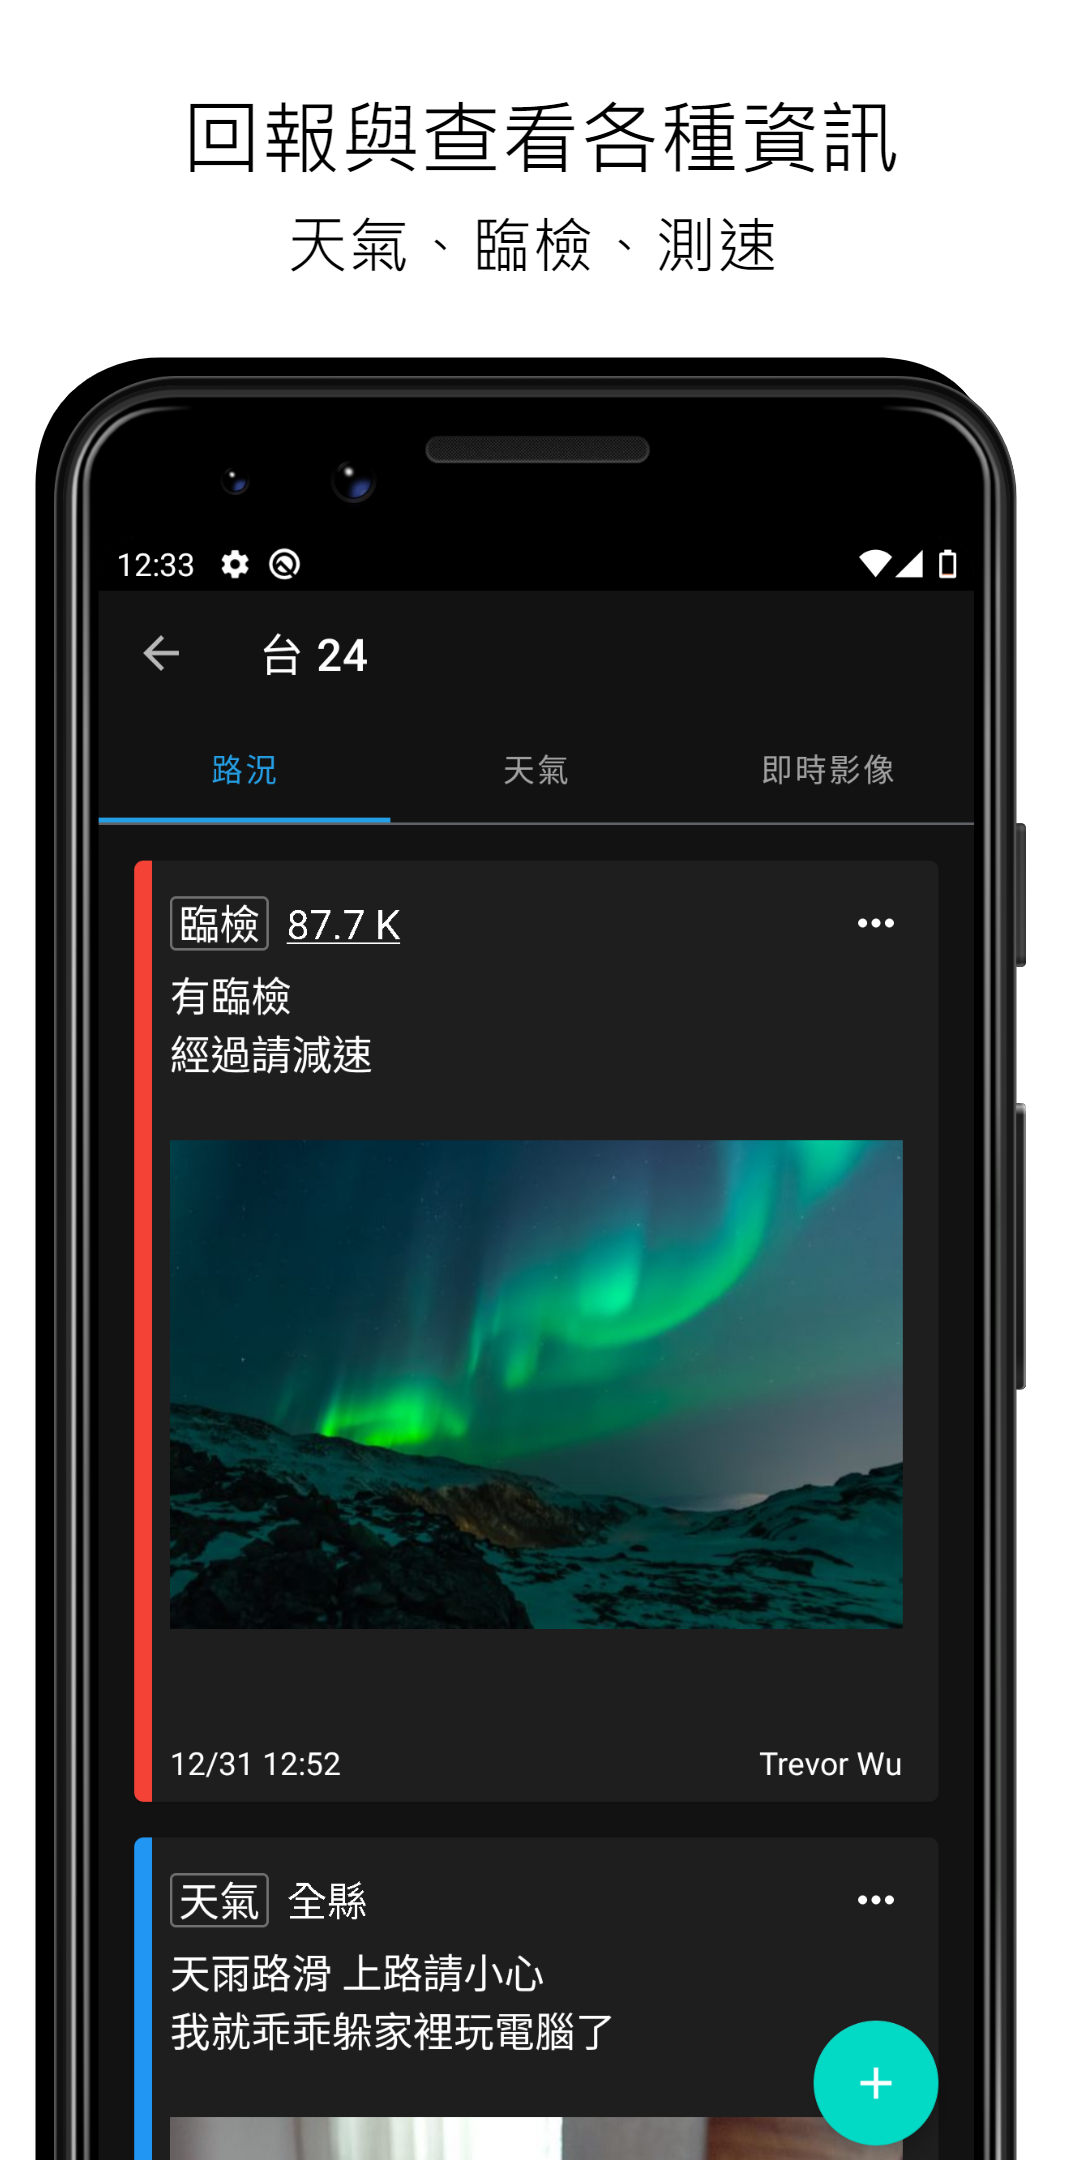 回報與查看各種資訊
天氣、臨檢、測速
12:33
台 24
路況 天氣 即時影像
臨檢 87.7 K
有臨檢
經過請減速
12/31 12:52 Trevor Wu
天氣 全縣
天雨路滑 上路請小心
我就乖乖躲家裡玩電腦了